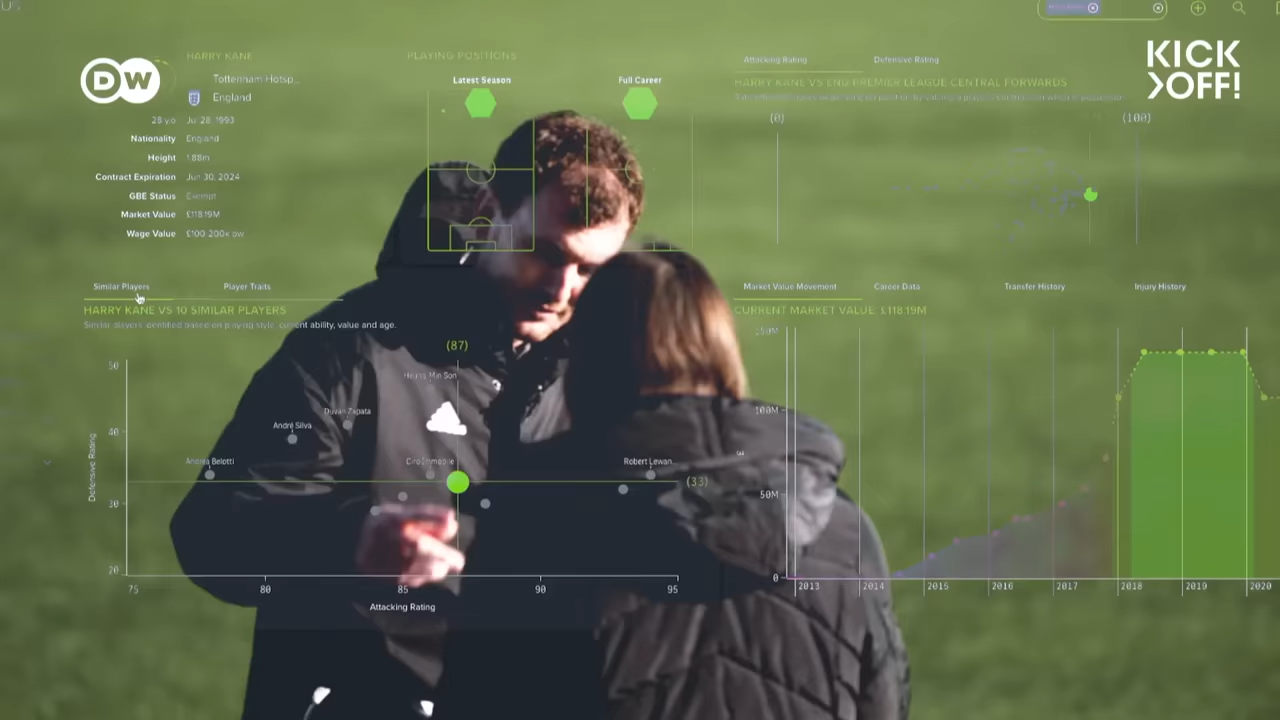 US
DW
KICK
OFF!
HARRY KANE
Tottenham Hotsp...
England
28 y.o Jul 28, 1993
Nationality England
Height 1.88m
Contract Expiration Jun 30, 2024
GBE Status Exempt
Market Value £118.19M
Wage Value
PLAYING POSITIONS
Latest Season Full Career
Attacking Rating Defensive Rating
HARRY KANE VS ENG PREMIER LEAGUE CENTRAL FORWARDS
(0) (100)
Similar Players Player Traits
HARRY KANE VS 10 SIMILAR PLAYERS
Similar players identified based on playing style, current ability, value and age.
(87)
50
Heung Min Son
Duvan Zapata
40
André Silva
Andrea Belotti
Ciro Immobile
Robert Lewan
(33)
30
20
75 80 85 90 95
Defensive Rating
Attacking Rating
Market Value Movement Career Data Transfer History Injury History
CURRENT MARKET VALUE: £118.19M
150M
100M
50M
0
2013 2014 2015 2016 2017 2018 2019 2020